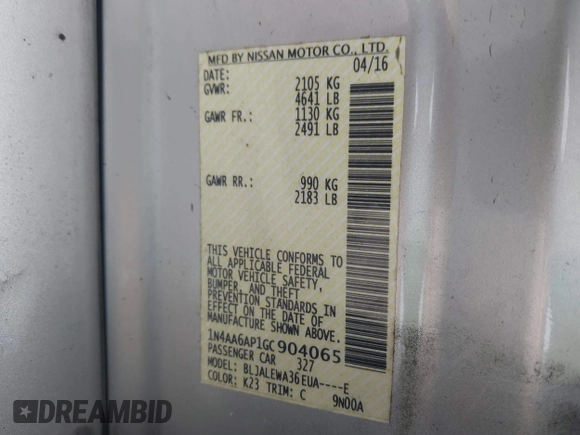 MFD BY NISSAN MOTOR CO., LTD.
DATE: 04/16
GVWR: 2105 KG
4641 LB
GAWR FR.: 1130 KG
2491 LB
GAWR RR.: 990 KG
2183 LB
THIS VEHICLE CONFORMS TO
ALL APPLICABLE FEDERAL
MOTOR VEHICLE SAFETY,
BUMPER, AND THEFT
PREVENTION STANDARDS IN
EFFECT ON THE DATE OF
MANUFACTURE SHOWN ABOVE.
1N4AA6AP1GC904065
PASSENGER CAR 327
MODEL: BLJALEWA36EUA----E
COLOR: K23 TRIM: C 9N00A
DREAMBID